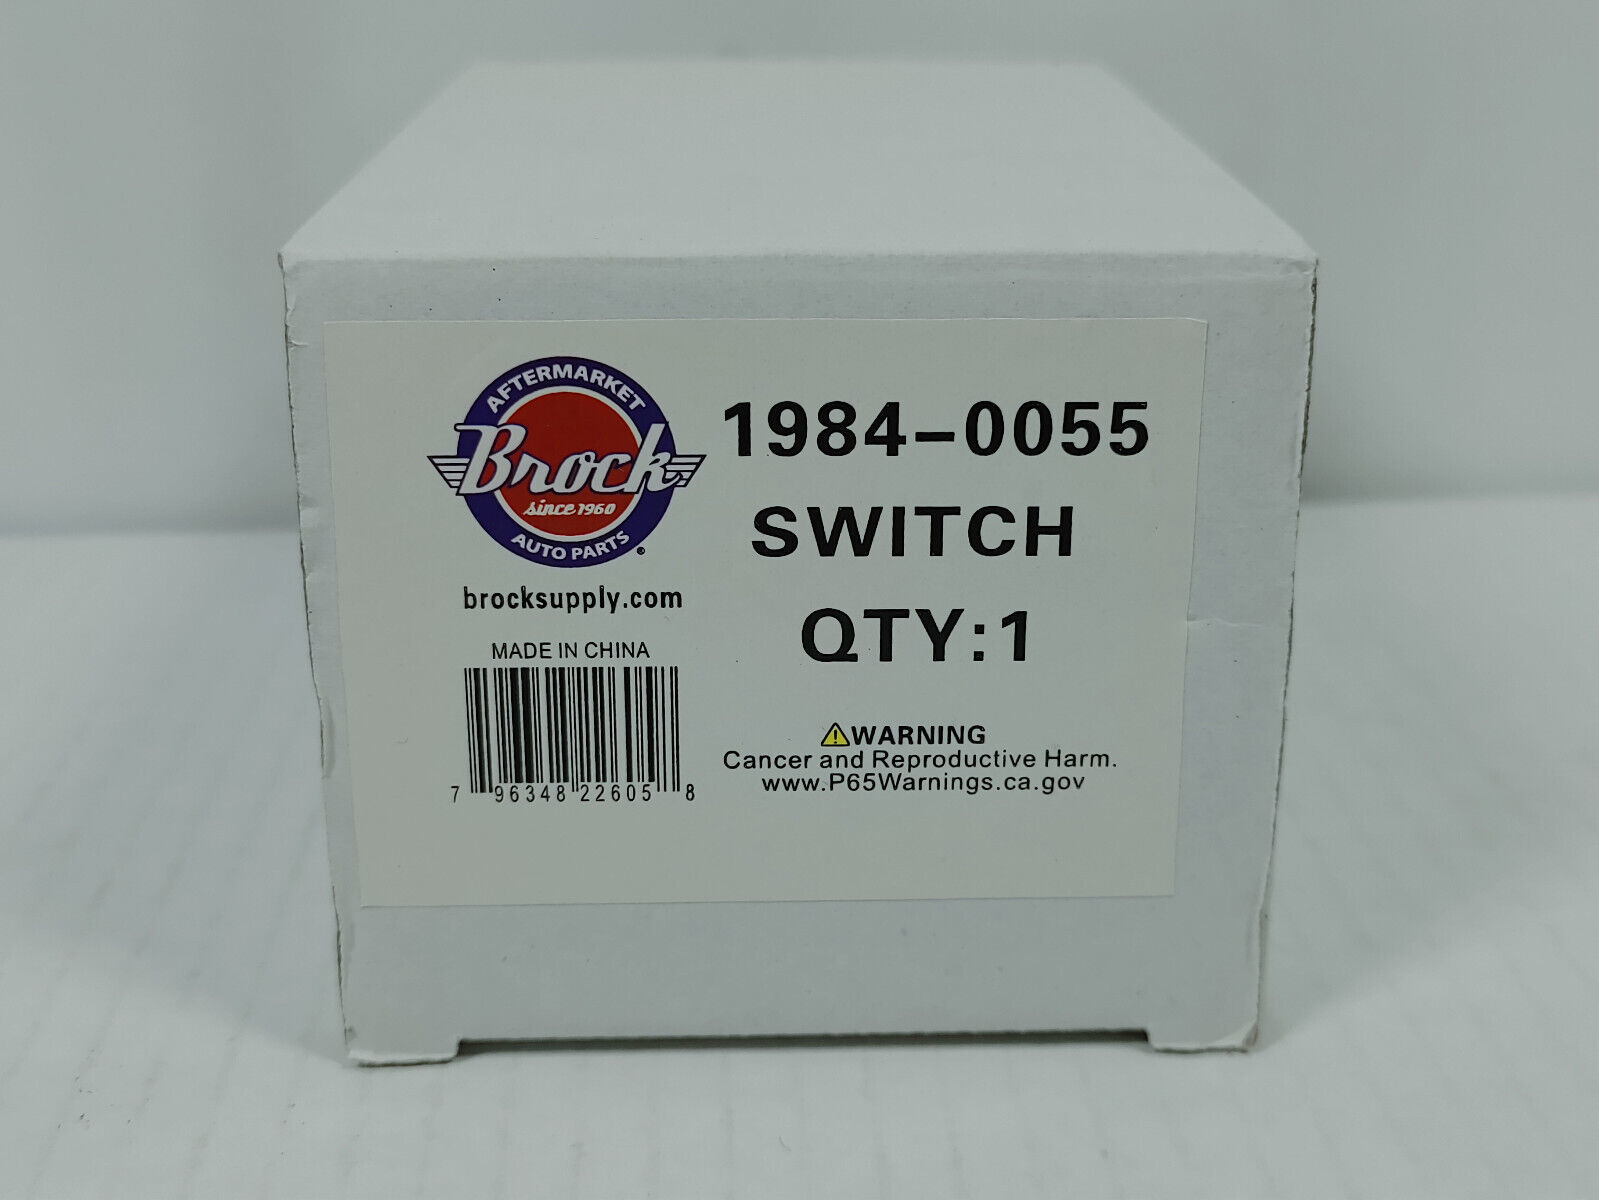 AFTERMARKET
Brock
since 1960
AUTO PARTS
®
brocksupply.com
MADE IN CHINA
7 96348 22605 8
1984-0055
SWITCH
QTY:1
WARNING
Cancer and Reproductive Harm.
www.P65Warnings.ca.gov